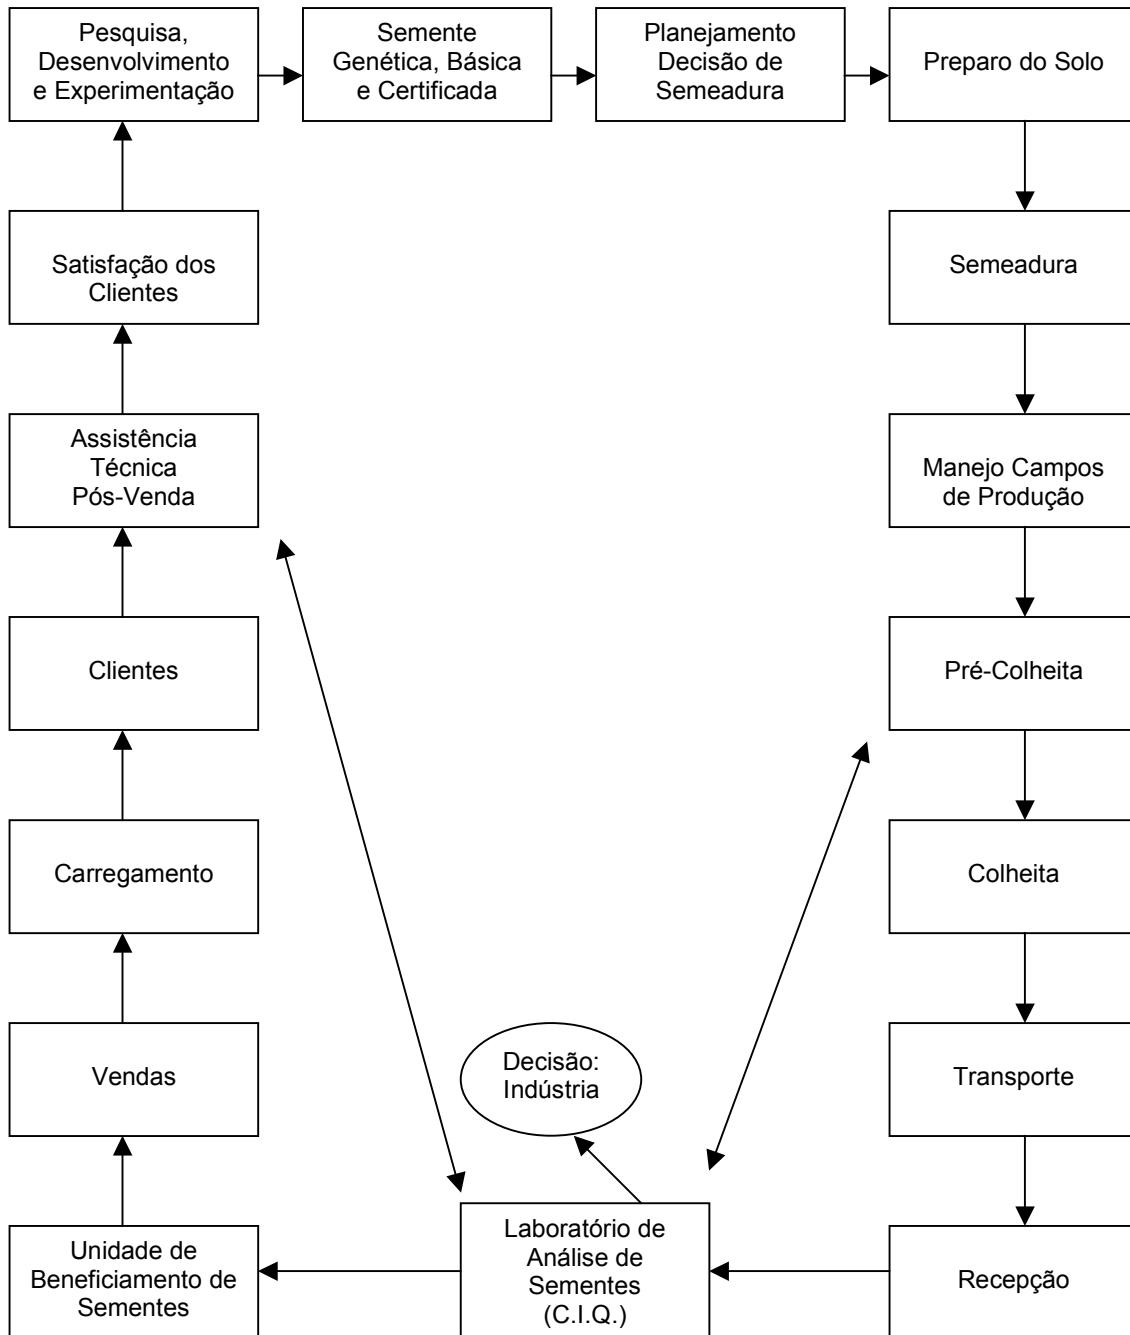 Pesquisa,
Desenvolvimento
e Experimentação
Semente
Genética, Básica
e Certificada
Planejamento
Decisão de
Semeadura
Preparo do Solo
Satisfação dos
Clientes
Semeadura
Assistência
Técnica
Pós-Venda
Manejo Campos
de Produção
Clientes
Pré-Colheita
Carregamento
Colheita
Vendas
Decisão:
Indústria
Transporte
Unidade de
Beneficiamento de
Sementes
Laboratório de
Análise de
Sementes
(C.I.Q.)
Recepção